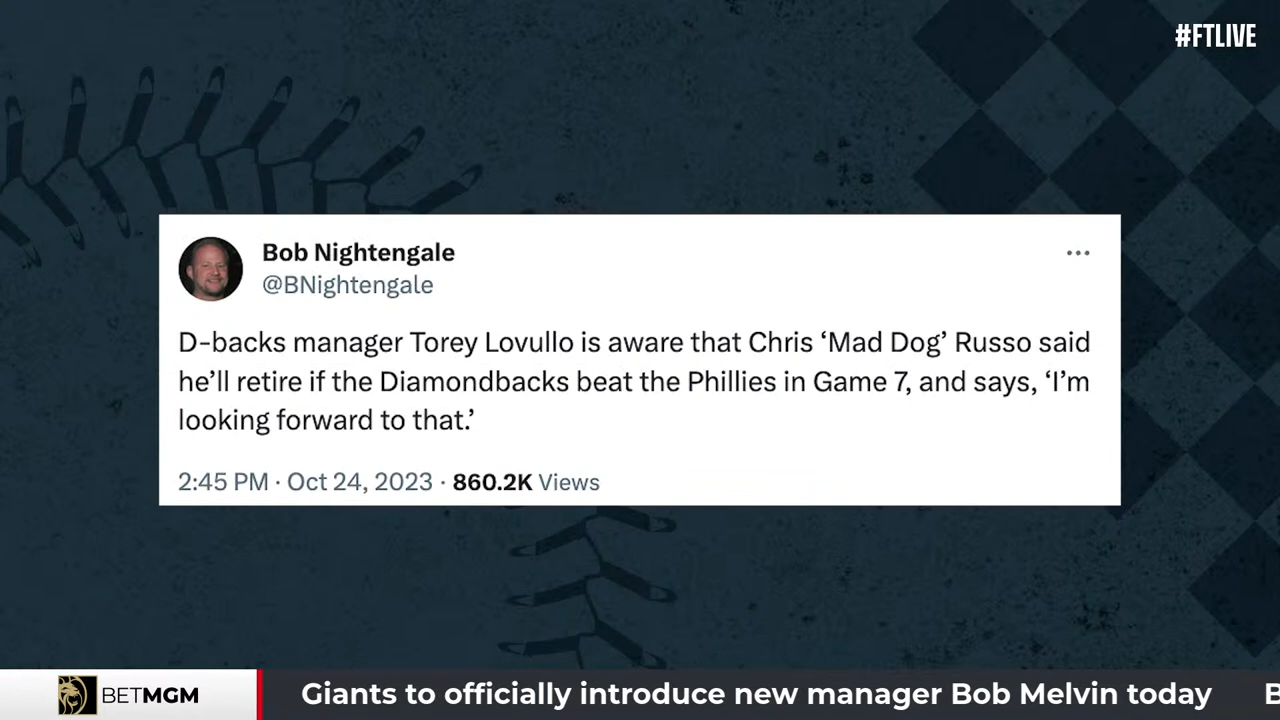 #FTLIVE
Bob Nightengale
@BNightengale
D-backs manager Torey Lovullo is aware that Chris ‘Mad Dog’ Russo said
he’ll retire if the Diamondbacks beat the Phillies in Game 7, and says, ‘I’m
looking forward to that.’
2:45 PM · Oct 24, 2023 · 860.2K Views
BETMGM
Giants to officially introduce new manager Bob Melvin today